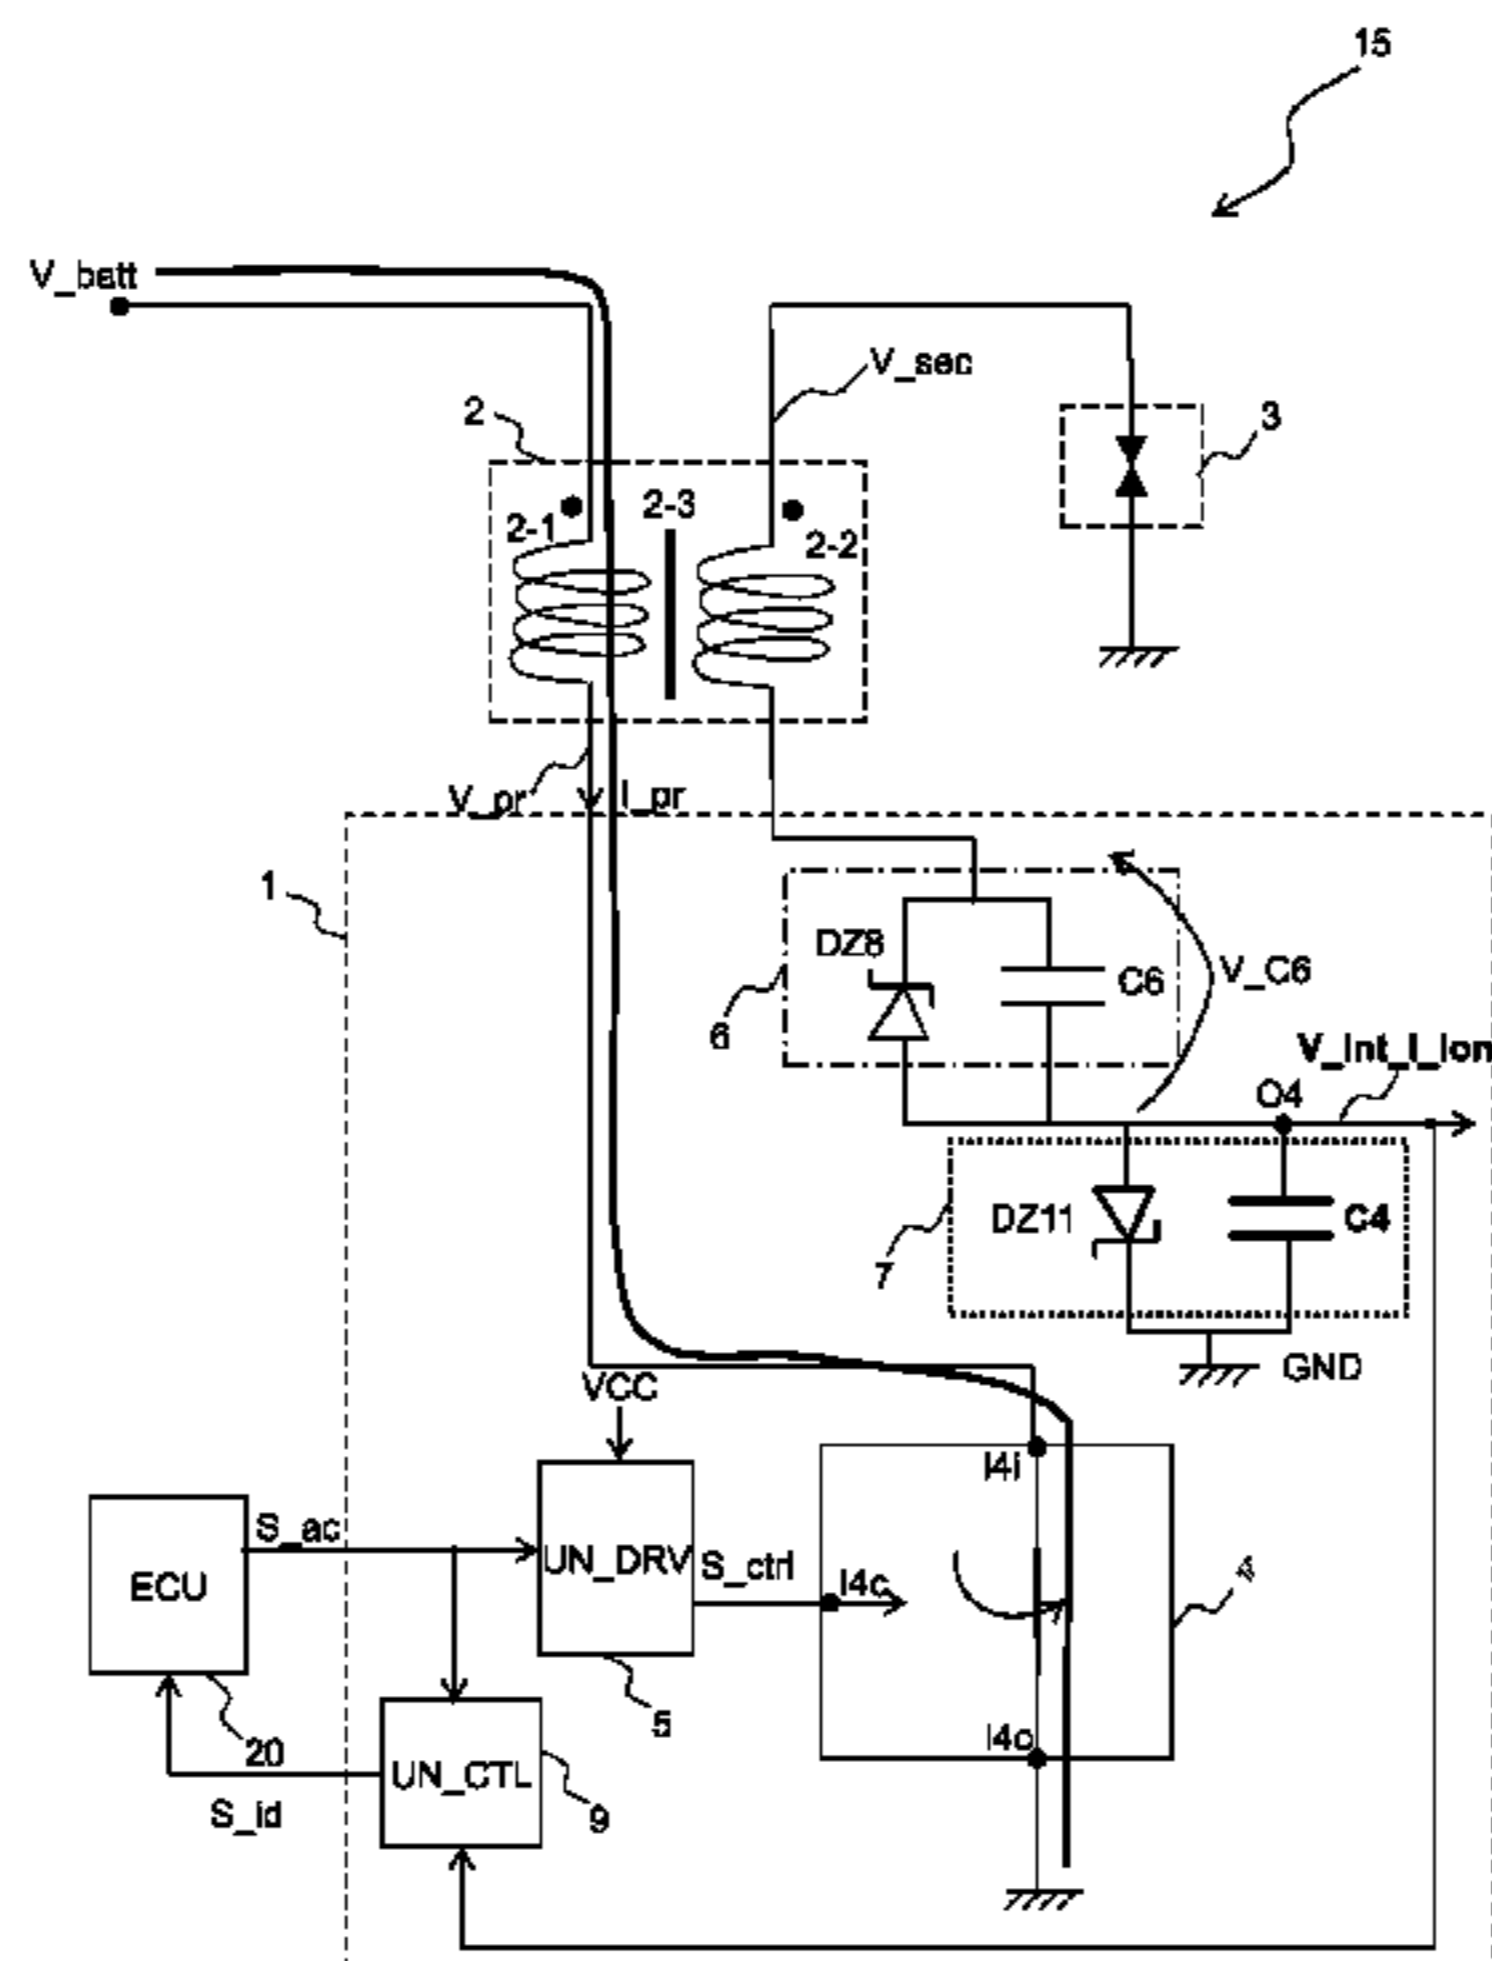 15
V_batt
V_sec
2
3
2-1
2-3
2-2
V_pr
I_pr
1
DZ8
C6
V_C6
6
V_int_I_ion
O4
DZ11
C4
7
GND
VCC
I4i
ECU
S_ac
UN_DRV
S_ctrl
I4c
4
5
20
I4o
UN_CTL
9
S_id